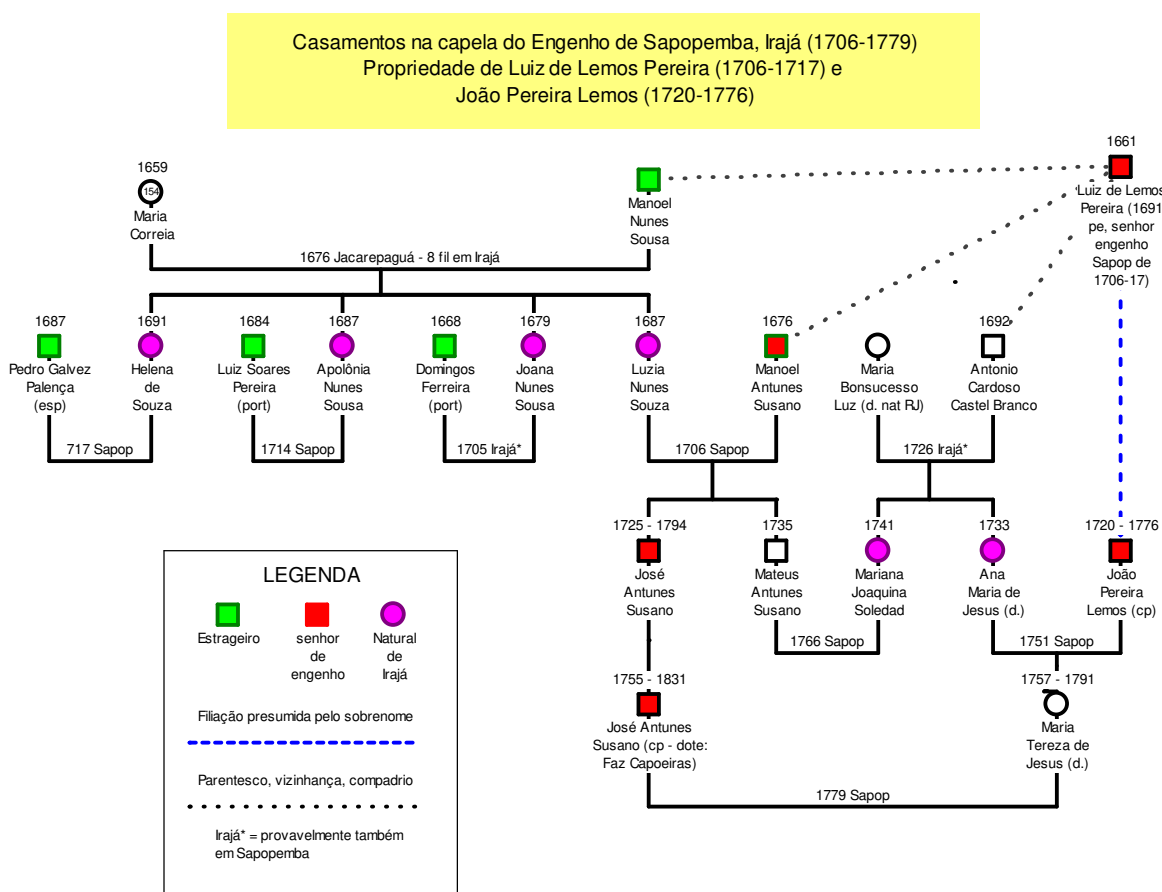 Casamentos na capela do Engenho de Sapopemba, Irajá (1706-1779)
Propriedade de Luiz de Lemos Pereira (1706-1717) e
João Pereira Lemos (1720-1776)
1659
154
Maria
Correia
Manoel
Nunes
Sousa
1661
Luiz de Lemos
Pereira (1691
pe, senhor
engenho
Sapop de
1706-17)
1676 Jacarepaguá - 8 fil em Irajá
1687
Pedro Galvez
Palença
(esp)
1691
Helena
de
Souza
1684
Luiz Soares
Pereira
(port)
1687
Apolônia
Nunes
Sousa
1668
Domingos
Ferreira
(port)
1679
Joana
Nunes
Sousa
1687
Luzia
Nunes
Souza
1676
Manoel
Antunes
Susano
Maria
Bonsucesso
Luz (d. nat RJ)
1692
Antonio
Cardoso
Castel Branco
717 Sapop
1714 Sapop
1705 Irajá*
1706 Sapop
1726 Irajá*
1725 - 1794
José
Antunes
Susano
1735
Mateus
Antunes
Susano
1741
Mariana
Joaquina
Soledad
1733
Ana
Maria de
Jesus (d.)
1720 - 1776
João
Pereira
Lemos (cp)
1766 Sapop
1751 Sapop
1755 - 1831
José Antunes
Susano (cp - dote:
Faz Capoeiras)
1757 - 1791
Maria
Tereza de
Jesus (d.)
1779 Sapop
LEGENDA
Estrageiro
senhor
de
engenho
Natural
de
Irajá
Filiação presumida pelo sobrenome
Parentesco, vizinhança, compadrio
Irajá* = provavelmente também
em Sapopemba